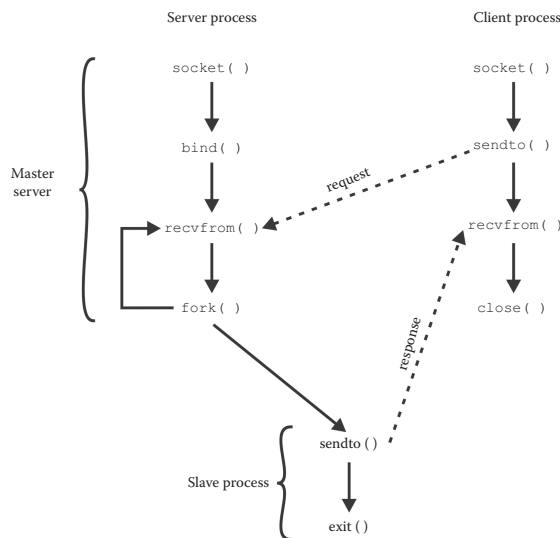 Server process
Client process
socket( )
socket( )
bind( )
sendto( )
Master
server
request
recvfrom( )
recvfrom( )
fork( )
close( )
response
sendto ( )
Slave process
exit ( )